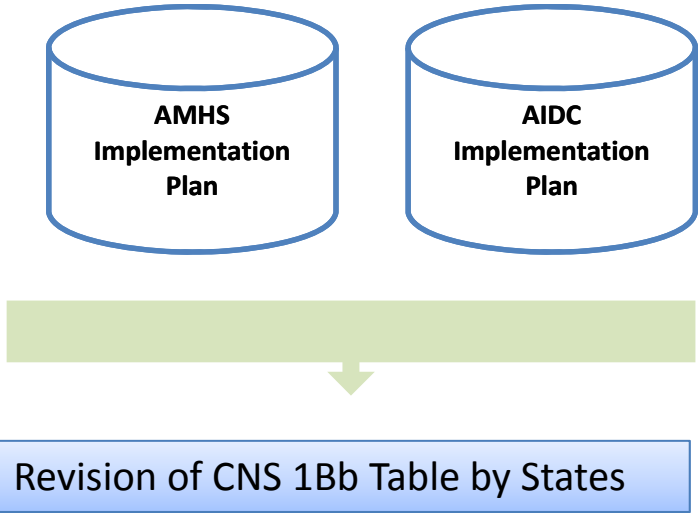 AMHS
Implementation
Plan
AIDC
Implementation
Plan
Revision of CNS 1Bb Table by States